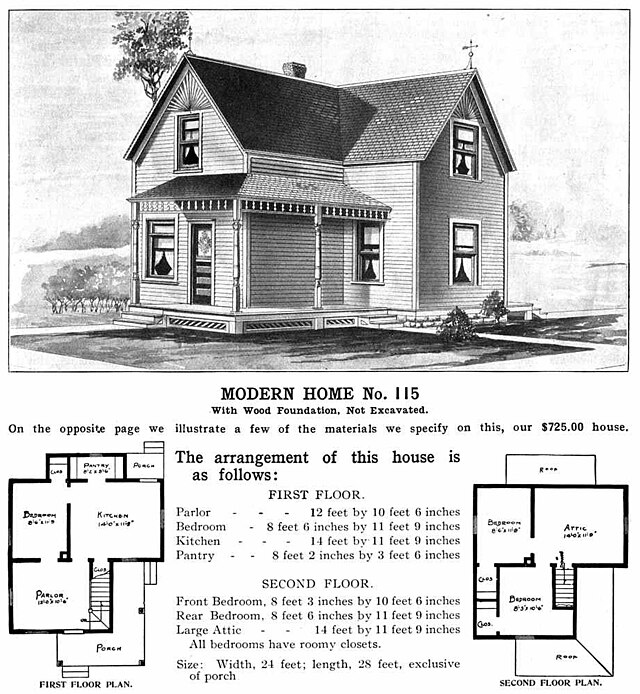 MODERN HOME No. 115
With Wood Foundation, Not Excavated.
On the opposite page we illustrate a few of the materials we specify on this, our $725.00 house.
The arrangement of this house is
as follows:
FIRST FLOOR.
Parlor - - - 12 feet by 10 feet 6 inches
Bedroom - 8 feet 6 inches by 11 feet 9 inches
Kitchen - - - 14 feet by 11 feet 9 inches
Pantry - - 8 feet 2 inches by 3 feet 6 inches
SECOND FLOOR.
Front Bedroom, 8 feet 3 inches by 10 feet 6 inches
Rear Bedroom, 8 feet 6 inches by 11 feet 9 inches
Large Attic - - 14 feet by 11 feet 9 inches
All bedrooms have roomy closets.
Size: Width, 24 feet; length, 28 feet, exclusive
of porch
CLOS.
PANTRY
8'2"x3'6"
PORCH
BEDROOM
KITCHEN
14'0"x11'9"
CLOS.
PARLOR
PORCH
FIRST FLOOR PLAN.
ROOF
BEDROOM
8'6"x11'9"
ATTIC
14'0"x11'9"
CLOS.
BEDROOM
8'3"x10'6"
CLOS.
ROOF
SECOND FLOOR PLAN.